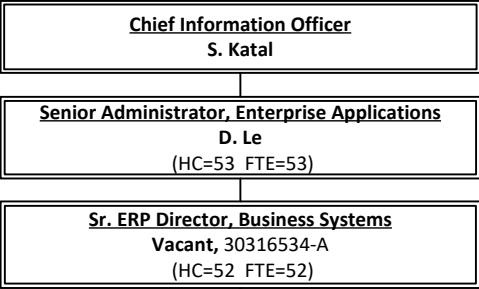 Chief Information Officer
S. Katal
Senior Administrator, Enterprise Applications
D. Le
(HC=53 FTE=53)
Sr. ERP Director, Business Systems
Vacant, 30316534-A
(HC=52 FTE=52)